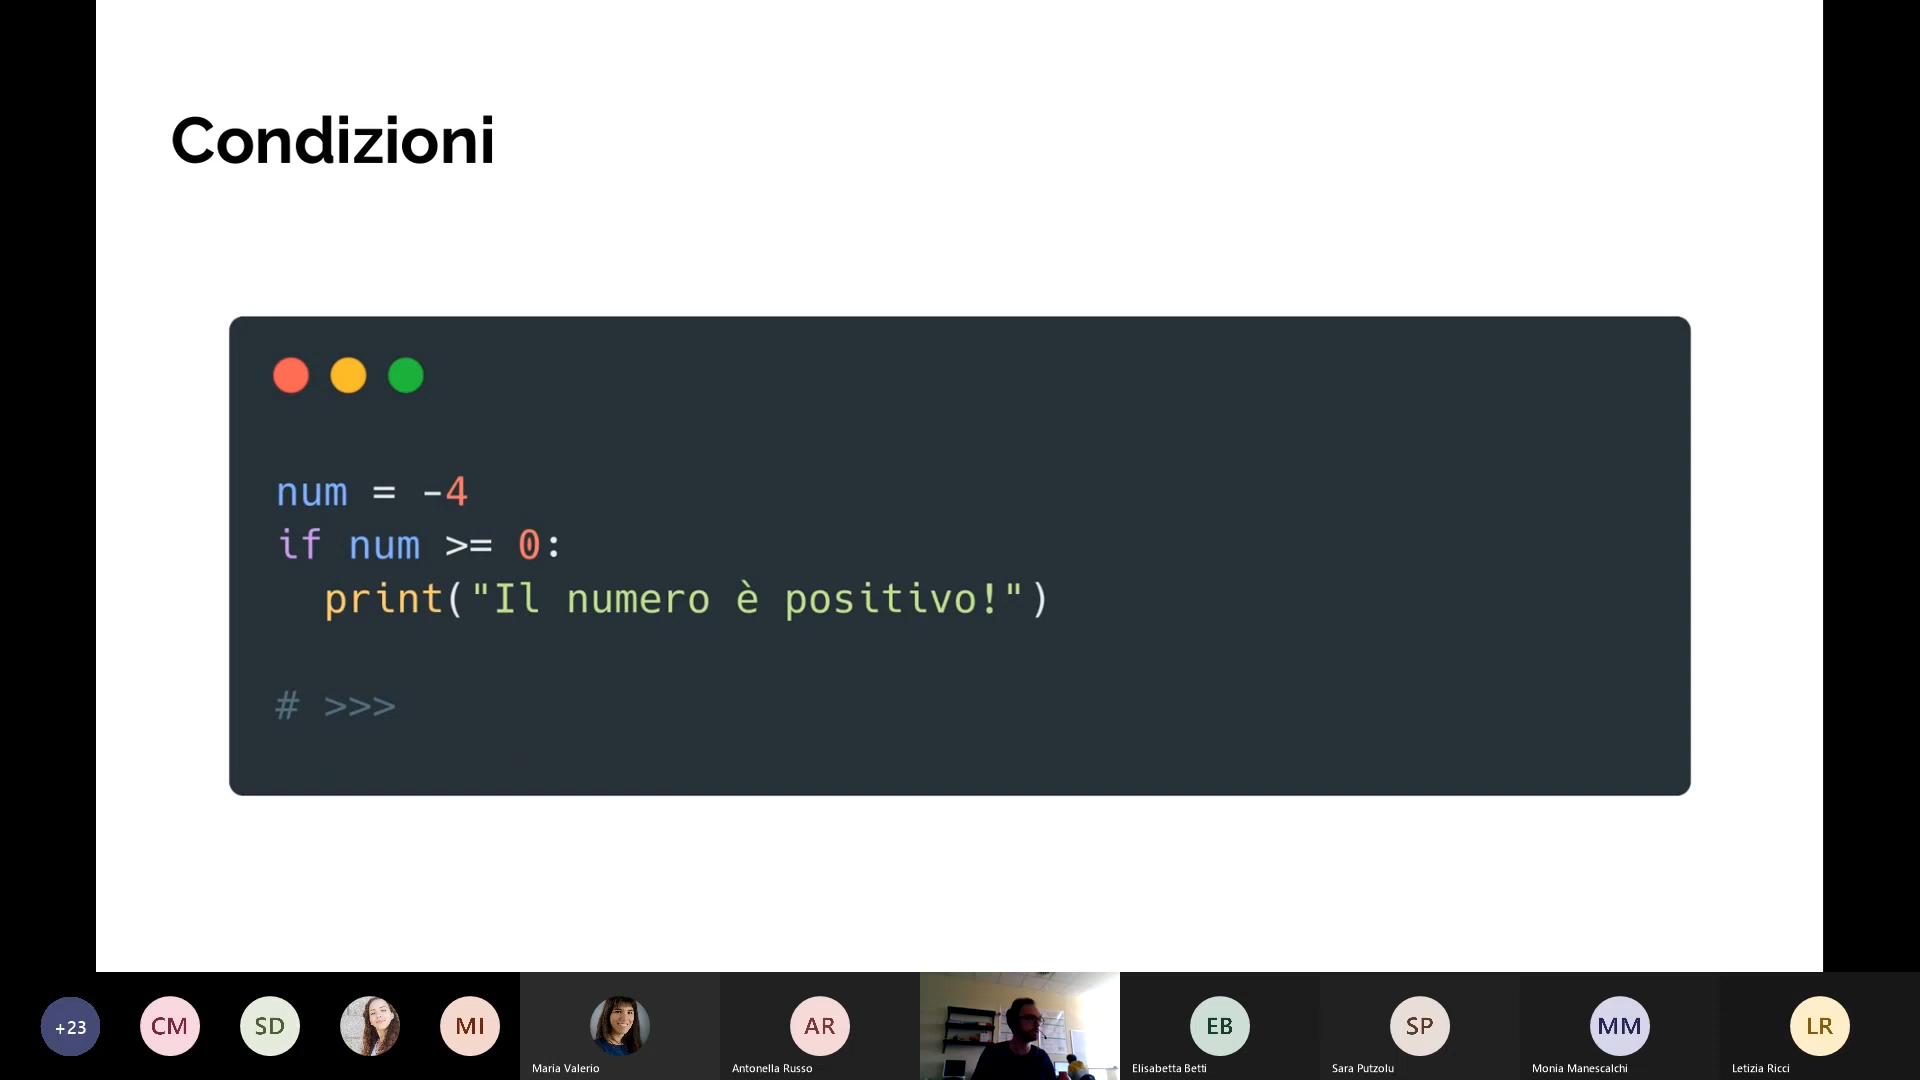 Condizioni
num = -4
if num >= 0:
  print("Il numero è positivo!")
# >>>
+23
CM
SD
MI
AR
EB
SP
MM
LR
Maria Valerio
Antonella Russo
Elisabetta Betti
Sara Putzolu
Monia Manescalchi
Letizia Ricci